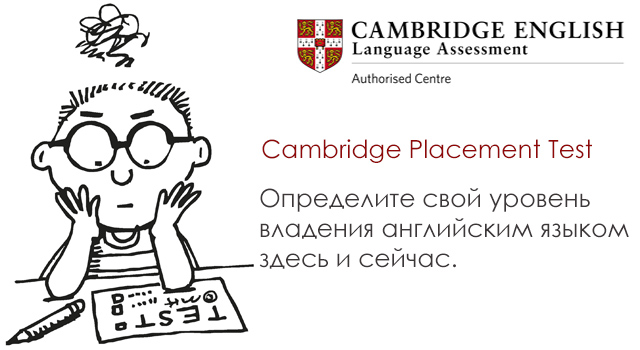 CAMBRIDGE ENGLISH
Language Assessment
Authorised Centre
Cambridge Placement Test
Определите свой уровень
владения английским языком
здесь и сейчас.
TEST